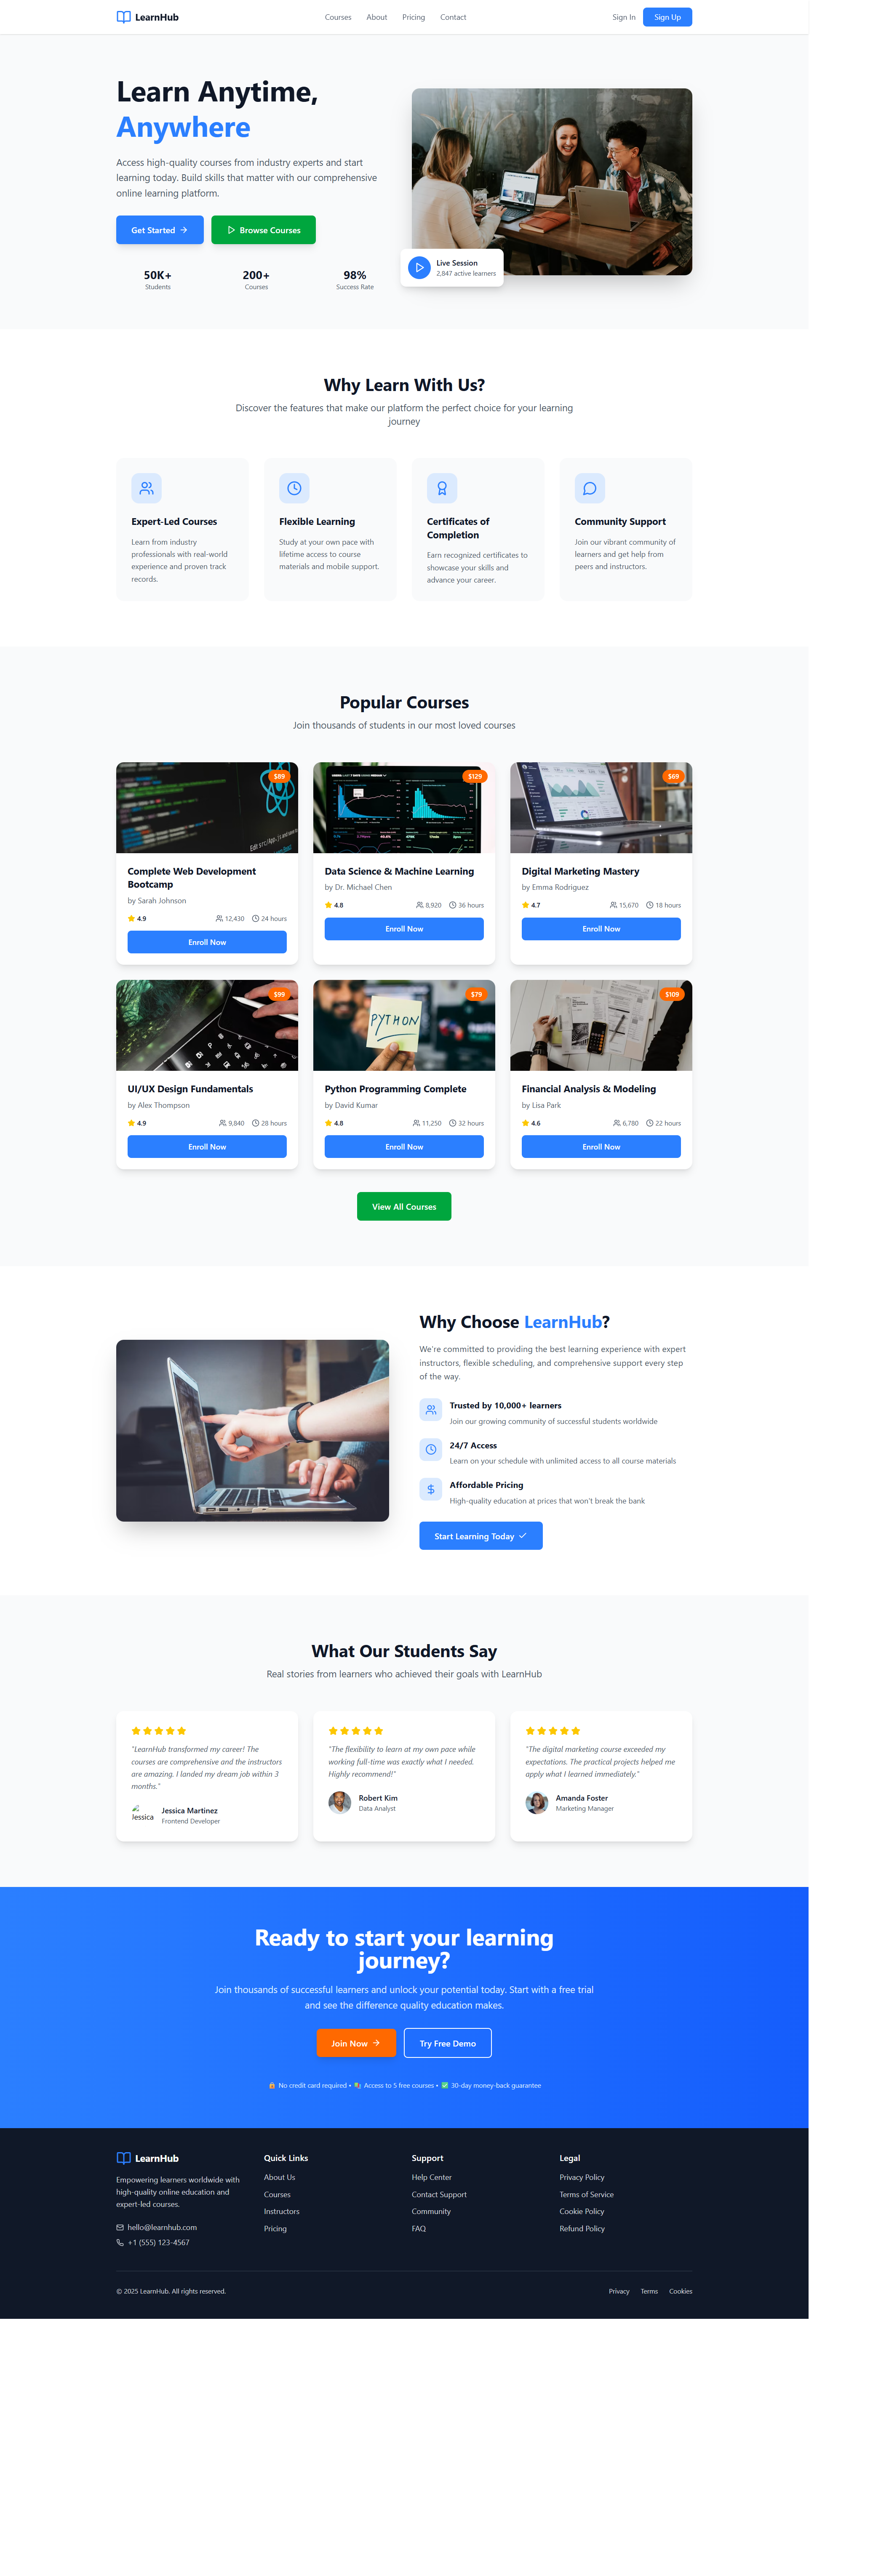 LearnHub
Courses About Pricing Contact
Sign In Sign Up
Learn Anytime,
Anywhere
Access high-quality courses from industry experts and start
learning today. Build skills that matter with our comprehensive
online learning platform.
Get Started
Browse Courses
50K+
Students
200+
Courses
98%
Success Rate
Live Session
2,847 active learners
Why Learn With Us?
Discover the features that make our platform the perfect choice for your learning
journey
Expert-Led Courses
Learn from industry
professionals with real-world
experience and proven track
records.
Flexible Learning
Study at your own pace with
lifetime access to course
materials and mobile support.
Certificates of
Completion
Earn recognized certificates to
showcase your skills and
advance your career.
Community Support
Join our vibrant community of
learners and get help from
peers and instructors.
Popular Courses
Join thousands of students in our most loved courses
$89
Complete Web Development
Bootcamp
by Sarah Johnson
4.9 12,430 24 hours
Enroll Now
$129
Data Science & Machine Learning
by Dr. Michael Chen
4.8 8,920 36 hours
Enroll Now
$69
Digital Marketing Mastery
by Emma Rodriguez
4.7 15,670 18 hours
Enroll Now
$99
UI/UX Design Fundamentals
by Alex Thompson
4.9 9,840 28 hours
Enroll Now
$79
PYTHON
Python Programming Complete
by David Kumar
4.8 11,250 32 hours
Enroll Now
$109
Financial Analysis & Modeling
by Lisa Park
4.6 6,780 22 hours
Enroll Now
View All Courses
Why Choose LearnHub?
We're committed to providing the best learning experience with expert
instructors, flexible scheduling, and comprehensive support every step
of the way.
Trusted by 10,000+ learners
Join our growing community of successful students worldwide
24/7 Access
Learn on your schedule with unlimited access to all course materials
Affordable Pricing
High-quality education at prices that won't break the bank
Start Learning Today
What Our Students Say
Real stories from learners who achieved their goals with LearnHub
"LearnHub transformed my career! The
courses are comprehensive and the instructors
are amazing. I landed my dream job within 3
months."
Jessica Martinez
Frontend Developer
"The flexibility to learn at my own pace while
working full-time was exactly what I needed.
Highly recommend!"
Robert Kim
Data Analyst
"The digital marketing course exceeded my
expectations. The practical projects helped me
apply what I learned immediately."
Amanda Foster
Marketing Manager
Ready to start your learning
journey?
Join thousands of successful learners and unlock your potential today. Start with a free trial
and see the difference quality education makes.
Join Now
Try Free Demo
🔒 No credit card required • 📚 Access to 5 free courses • ✅ 30-day money-back guarantee
LearnHub
Empowering learners worldwide with
high-quality online education and
expert-led courses.
hello@learnhub.com
+1 (555) 123-4567
Quick Links
About Us
Courses
Instructors
Pricing
Support
Help Center
Contact Support
Community
FAQ
Legal
Privacy Policy
Terms of Service
Cookie Policy
Refund Policy
© 2025 LearnHub. All rights reserved.
Privacy Terms Cookies